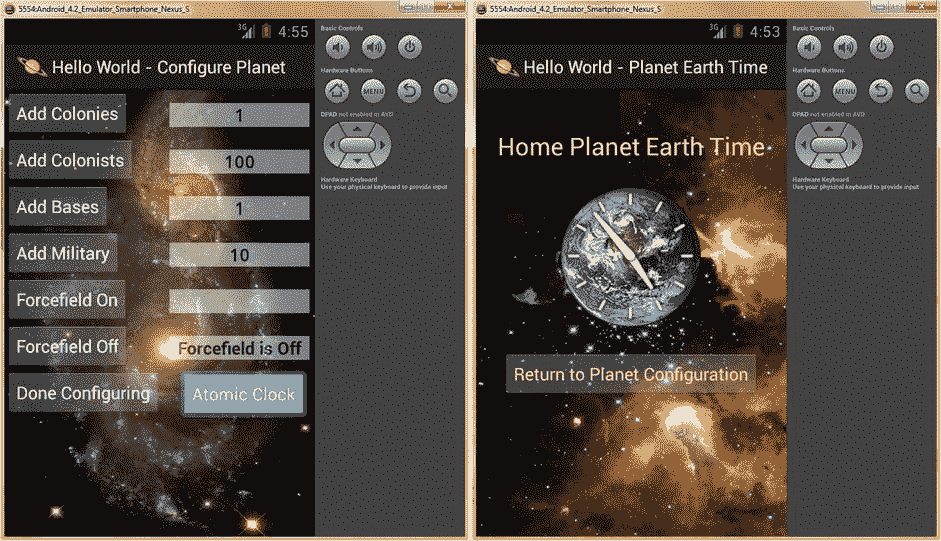 5554:Android_4.2_Emulator_Smartphone_Nexus_S
3G 4:55
Hello World - Configure Planet
Add Colonies 1
Add Colonists 100
Add Bases 1
Add Military 10
Forcefield On
Forcefield Off Forcefield is Off
Done Configuring Atomic Clock
Basic Controls
Hardware Buttons
MENU
DPAD not enabled in AVD
Hardware Keyboard
Use your physical keyboard to provide input
5554:Android_4.2_Emulator_Smartphone_Nexus_S
3G 4:53
Hello World - Planet Earth Time
Home Planet Earth Time
Return to Planet Configuration
Basic Controls
Hardware Buttons
MENU
DPAD not enabled in AVD
Hardware Keyboard
Use your physical keyboard to provide input